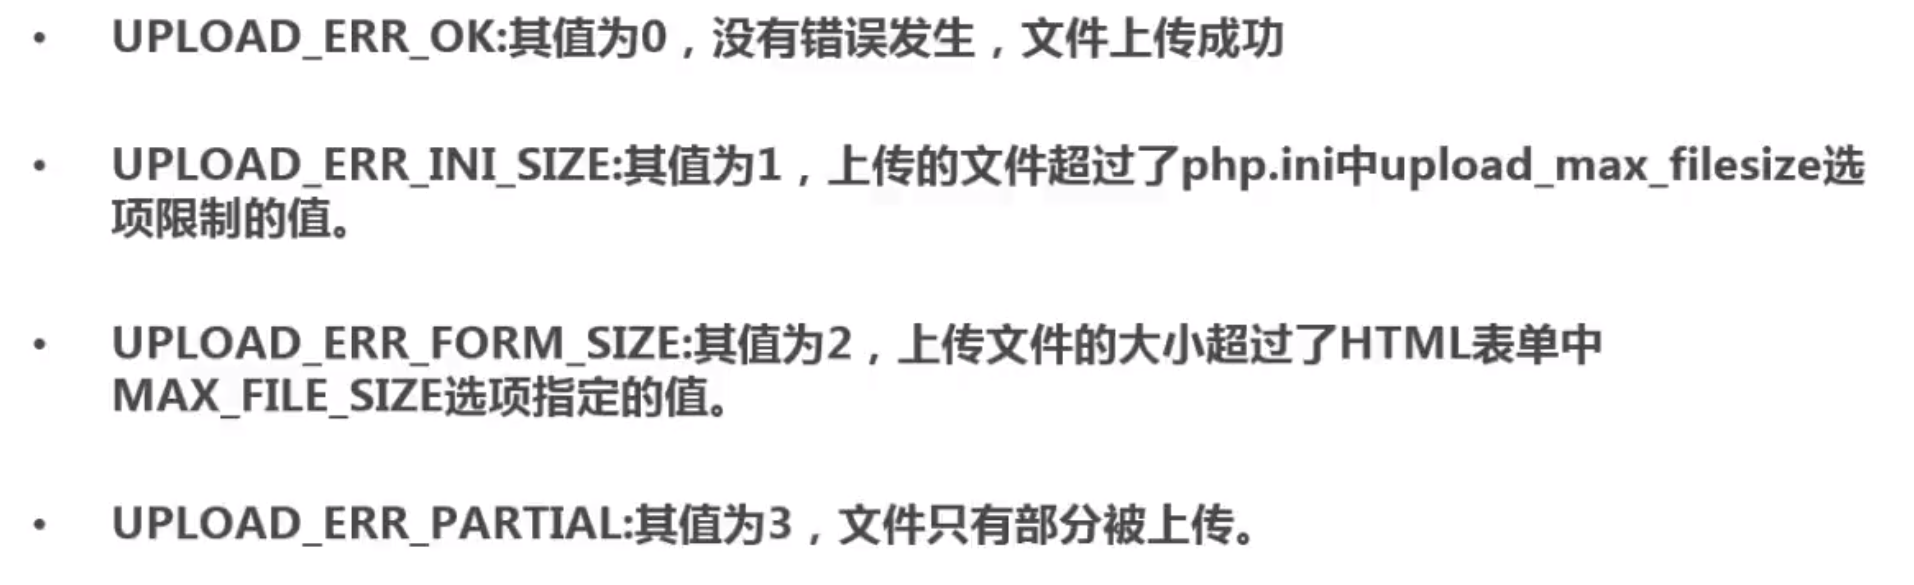 • UPLOAD_ERR_OK:其值为0，没有错误发生，文件上传成功
• UPLOAD_ERR_INI_SIZE:其值为1，上传的文件超过了php.ini中upload_max_filesize选
项限制的值。
• UPLOAD_ERR_FORM_SIZE:其值为2，上传文件的大小超过了HTML表单中
MAX_FILE_SIZE选项指定的值。
• UPLOAD_ERR_PARTIAL:其值为3，文件只有部分被上传。